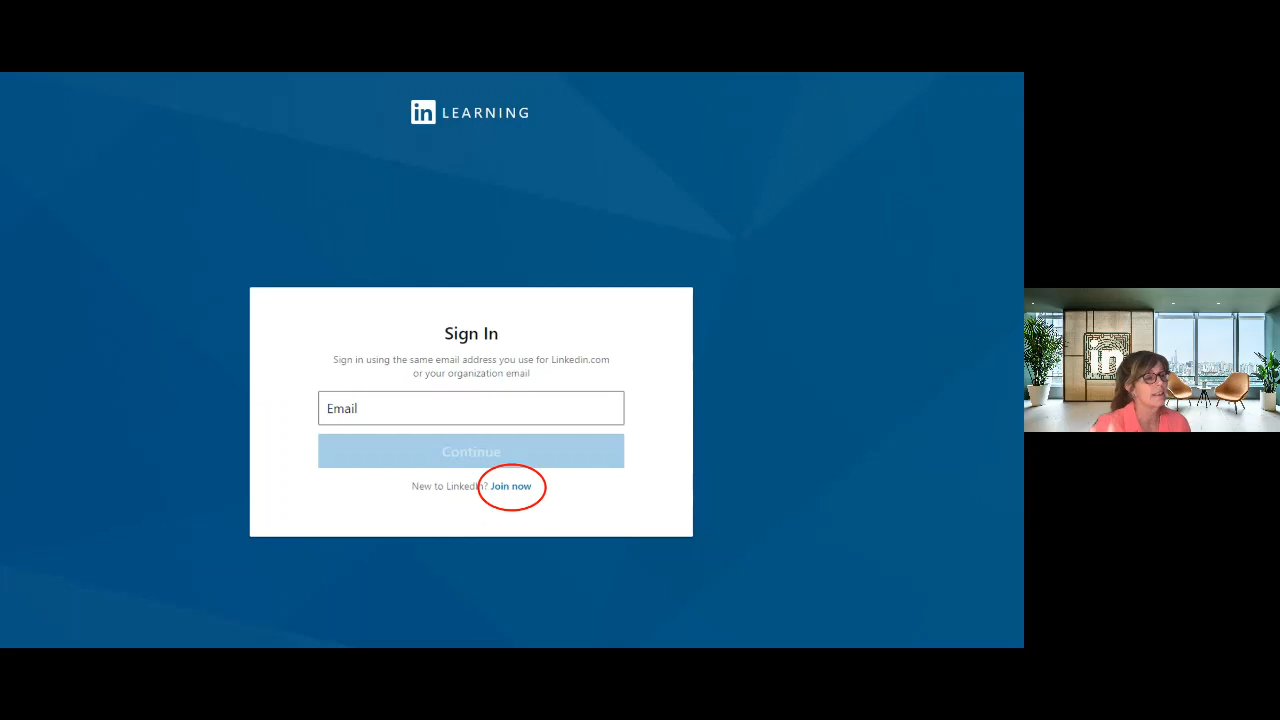 in LEARNING
Sign In
Sign in using the same email address you use for Linkedin.com
or your organization email
Email
Continue
New to LinkedIn? Join now
in